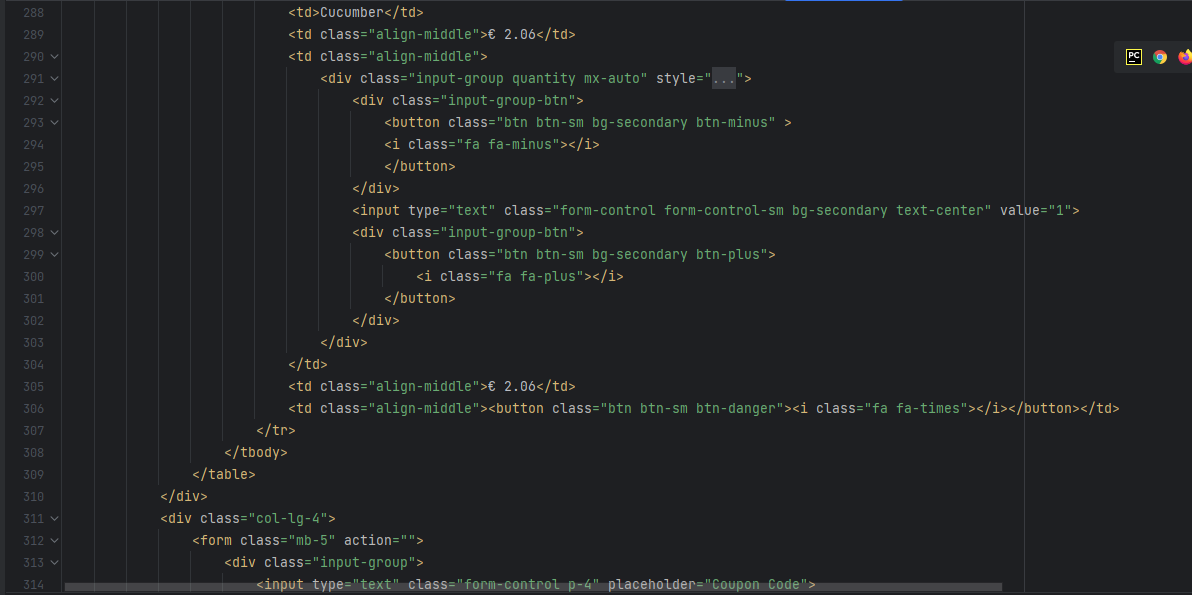 288 <td>Cucumber</td>
289 <td class="align-middle">€ 2.06</td>
290 <td class="align-middle">
291 <div class="input-group quantity mx-auto" style="...">
292 <div class="input-group-btn">
293 <button class="btn btn-sm bg-secondary btn-minus" >
294 <i class="fa fa-minus"></i>
295 </button>
296 </div>
297 <input type="text" class="form-control form-control-sm bg-secondary text-center" value="1">
298 <div class="input-group-btn">
299 <button class="btn btn-sm bg-secondary btn-plus">
300 <i class="fa fa-plus"></i>
301 </button>
302 </div>
303 </div>
304 </td>
305 <td class="align-middle">€ 2.06</td>
306 <td class="align-middle"><button class="btn btn-sm btn-danger"><i class="fa fa-times"></i></button></td>
307 </tr>
308 </tbody>
309 </table>
310 </div>
311 <div class="col-lg-4">
312 <form class="mb-5" action="">
313 <div class="input-group">
314 <input type="text" class="form-control p-4" placeholder="Coupon Code">
PC